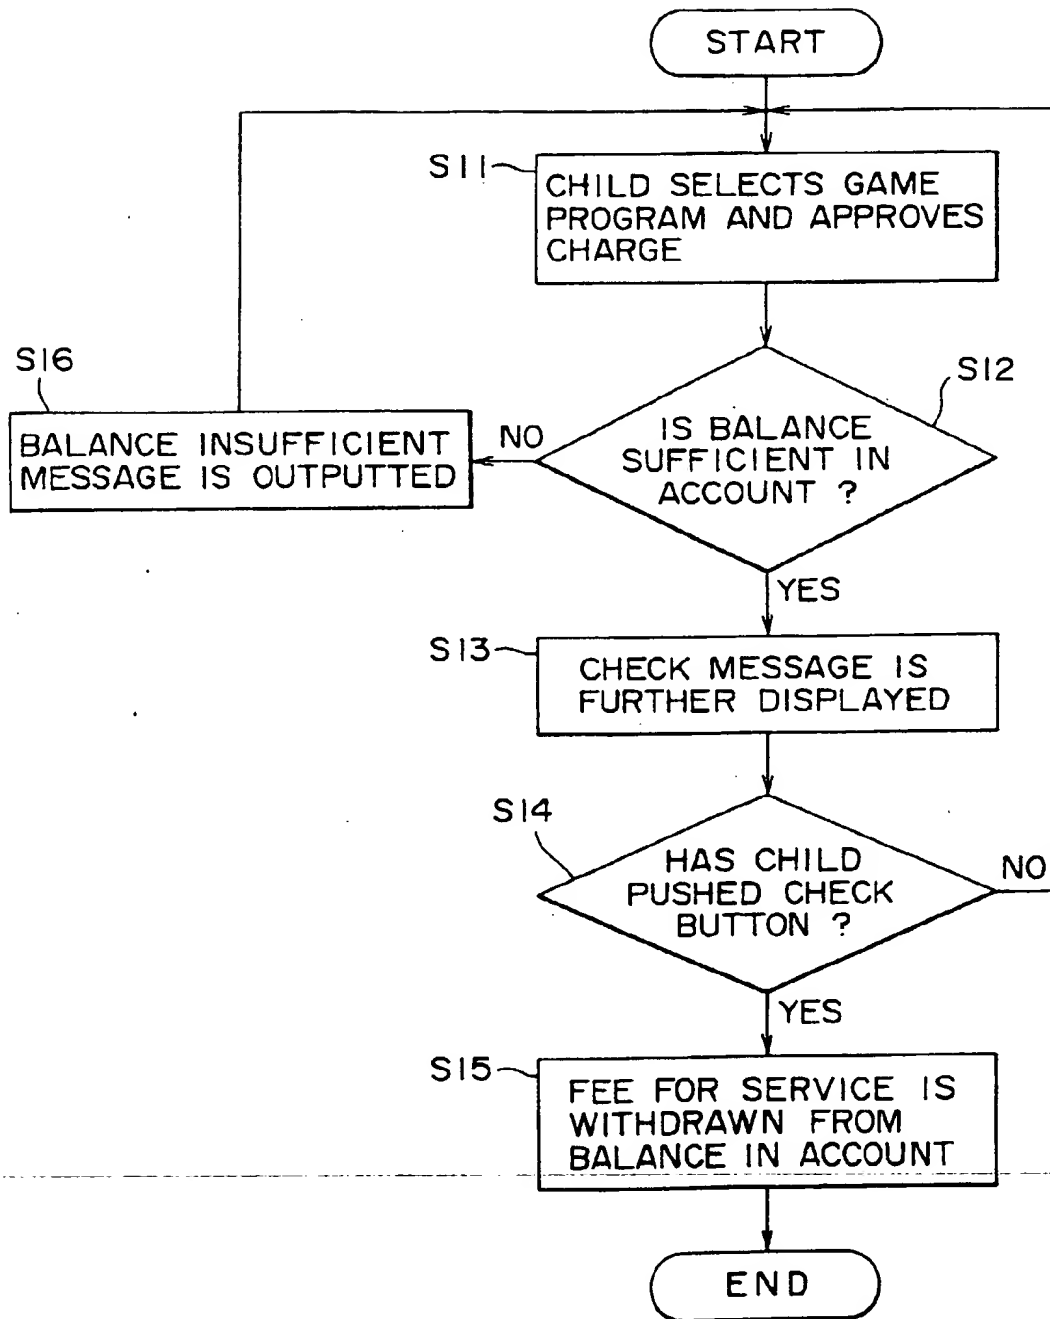 START
S11
CHILD SELECTS GAME
PROGRAM AND APPROVES
CHARGE
S16
BALANCE INSUFFICIENT
MESSAGE IS OUTPUTTED
NO
S12
IS BALANCE
SUFFICIENT IN
ACCOUNT ?
YES
S13
CHECK MESSAGE IS
FURTHER DISPLAYED
S14
HAS CHILD
PUSHED CHECK
BUTTON ?
NO
YES
S15
FEE FOR SERVICE IS
WITHDRAWN FROM
BALANCE IN ACCOUNT
END